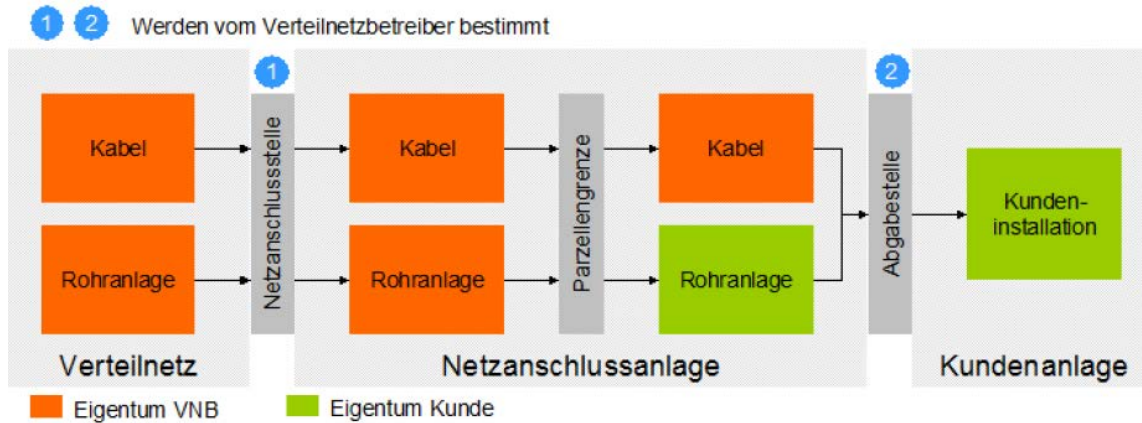 1 2 Werden vom Verteilnetzbetreiber bestimmt
1 2
Kabel Kabel Kabel
Netzanschlussstelle
Parzellengrenze
Abgabestelle
Kunden-
installation
Rohranlage Rohranlage Rohranlage
Verteilnetz Netzanschlussanlage Kundenanlage
Eigentum VNB Eigentum Kunde